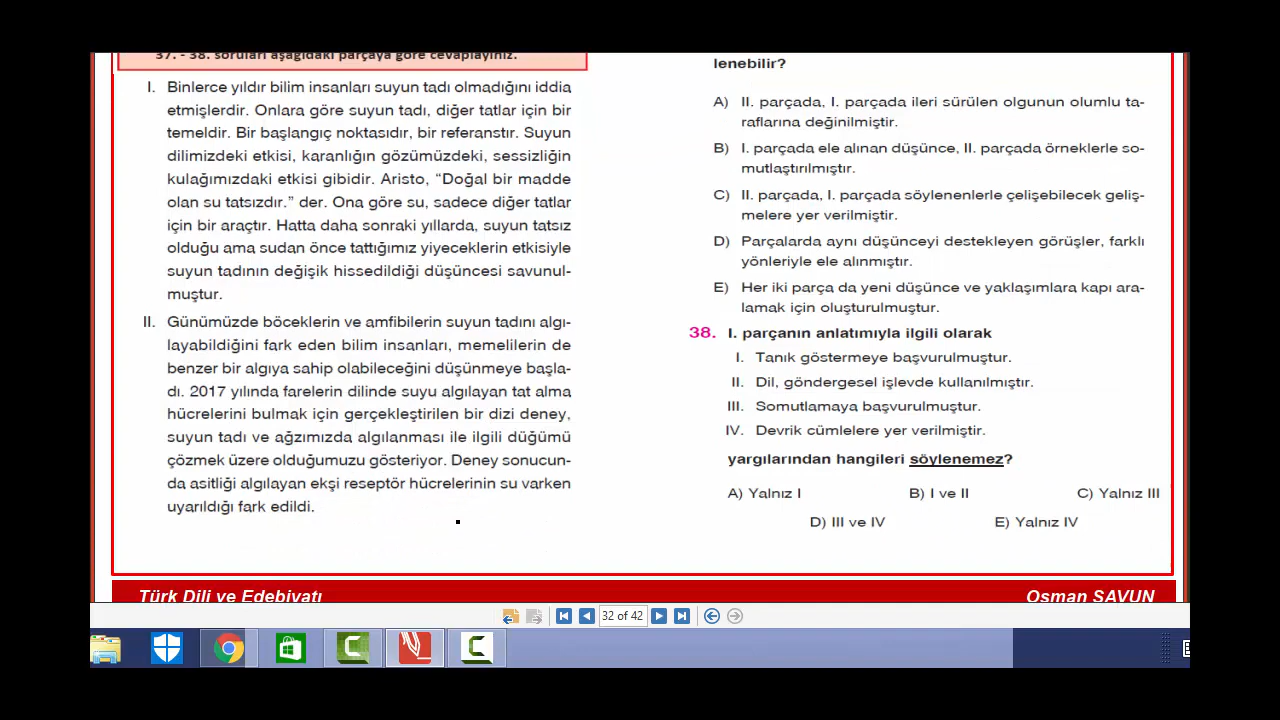 37. - 38. soruları aşağıdaki parçaya göre cevaplayınız.
I. Binlerce yıldır bilim insanları suyun tadı olmadığını iddia
etmişlerdir. Onlara göre suyun tadı, diğer tatlar için bir
temeldir. Bir başlangıç noktasıdır, bir referanstır. Suyun
dilimizdeki etkisi, karanlığın gözümüzdeki, sessizliğin
kulağımızdaki etkisi gibidir. Aristo, “Doğal bir madde
olan su tatsızdır.” der. Ona göre su, sadece diğer tatlar
için bir araçtır. Hatta daha sonraki yıllarda, suyun tatsız
olduğu ama sudan önce tattığımız yiyeceklerin etkisiyle
suyun tadının değişik hissedildiği düşüncesi savunul-
muştur.
II. Günümüzde böceklerin ve amfibilerin suyun tadını algı-
layabildiğini fark eden bilim insanları, memelilerin de
benzer bir algıya sahip olabileceğini düşünmeye başla-
dı. 2017 yılında farelerin dilinde suyu algılayan tat alma
hücrelerini bulmak için gerçekleştirilen bir dizi deney,
suyun tadı ve ağzımızda algılanması ile ilgili düğümü
çözmek üzere olduğumuzu gösteriyor. Deney sonucun-
da asitliği algılayan ekşi reseptör hücrelerinin su varken
uyarıldığı fark edildi.
lenebilir?
A) II. parçada, I. parçada ileri sürülen olgunun olumlu ta-
raflarına değinilmiştir.
B) I. parçada ele alınan düşünce, II. parçada örneklerle so-
mutlaştırılmıştır.
C) II. parçada, I. parçada söylenenlerle çelişebilecek geliş-
melere yer verilmiştir.
D) Parçalarda aynı düşünceyi destekleyen görüşler, farklı
yönleriyle ele alınmıştır.
E) Her iki parça da yeni düşünce ve yaklaşımlara kapı ara-
lamak için oluşturulmuştur.
38. I. parçanın anlatımıyla ilgili olarak
I. Tanık göstermeye başvurulmuştur.
II. Dil, göndergesel işlevde kullanılmıştır.
III. Somutlamaya başvurulmuştur.
IV. Devrik cümlelere yer verilmiştir.
yargılarından hangileri söylenemez?
A) Yalnız I B) I ve II C) Yalnız III
D) III ve IV E) Yalnız IV
Türk Dili ve Edebiyatı Osman SAVUN
32 of 42